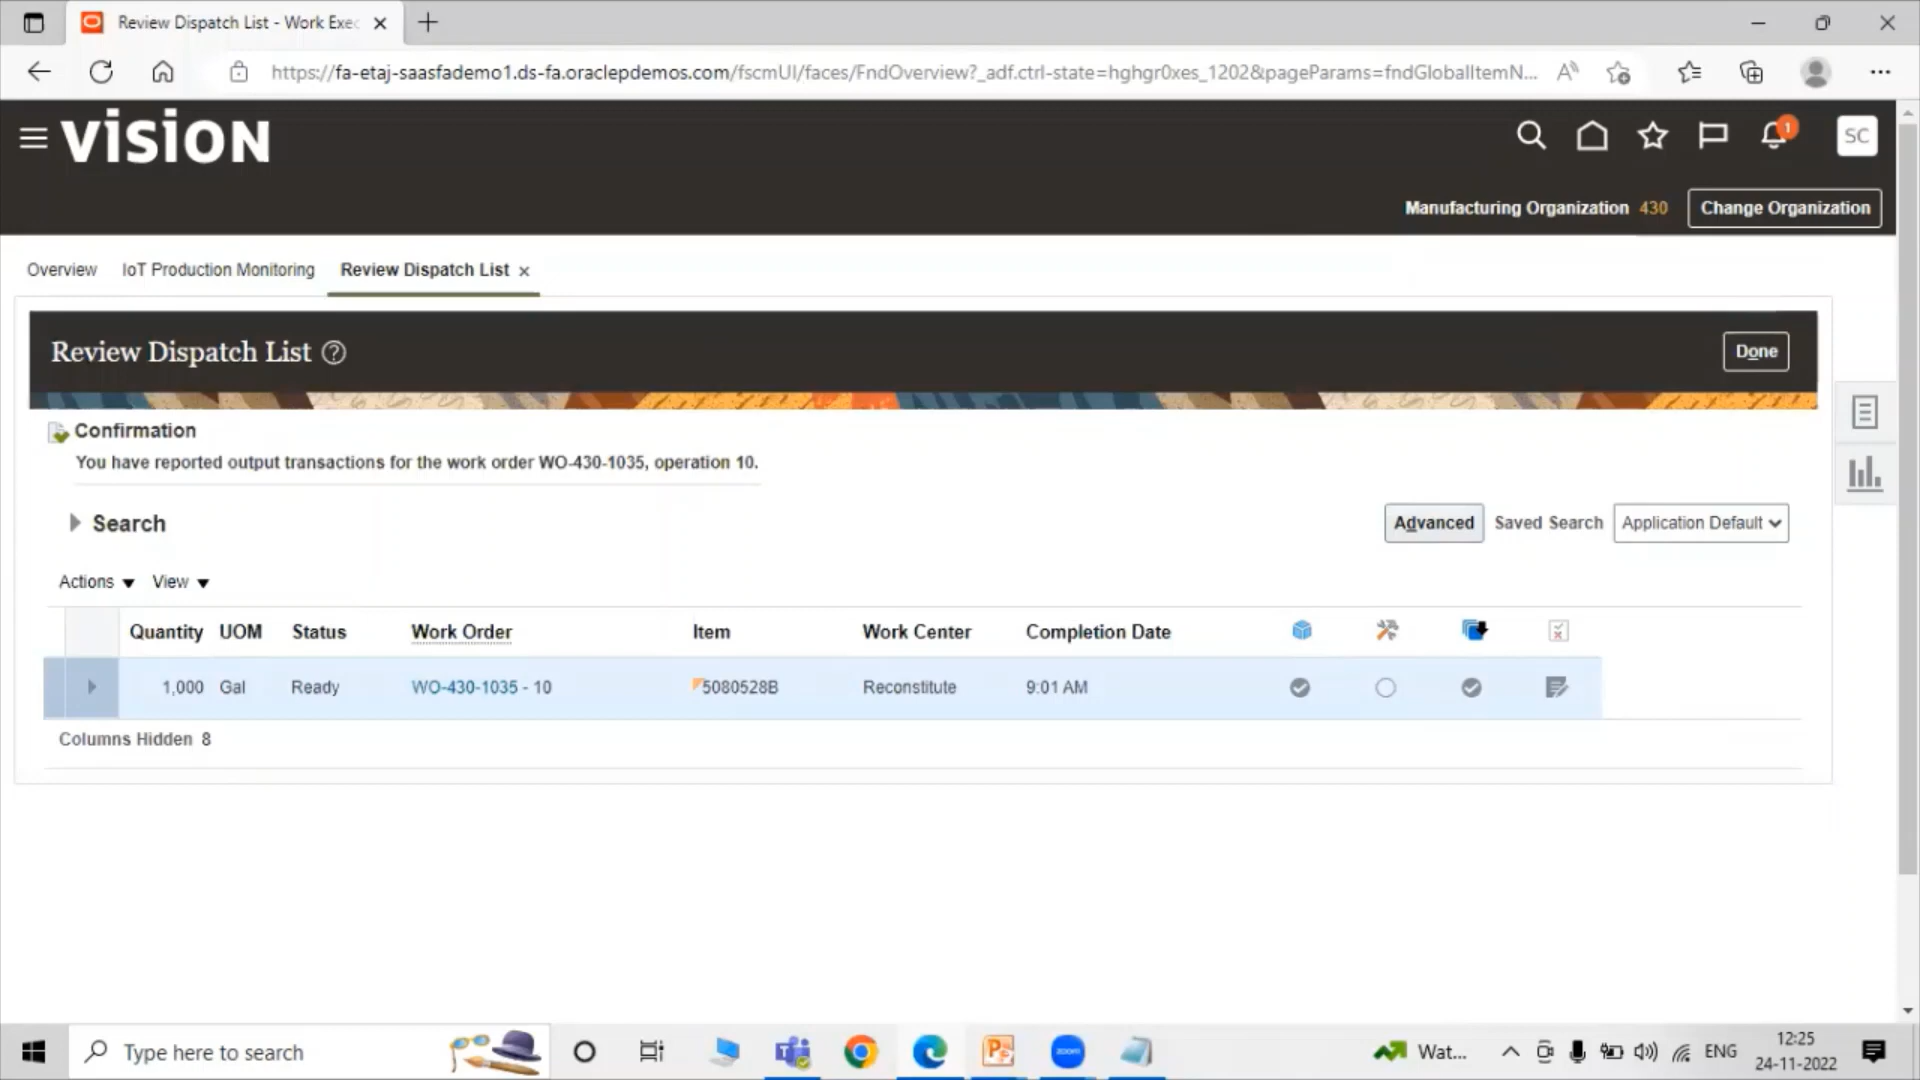 Review Dispatch List - Work Exec
https://fa-etaj-saasfademo1.ds-fa.oraclepdemos.com/fscmUI/faces/FndOverview?_adf.ctrl-state=hghgr0xes_1202&pageParams=fndGlobalItemN...
vision
1
SC
Manufacturing Organization 430 Change Organization
Overview IoT Production Monitoring Review Dispatch List
Review Dispatch List
Done
Confirmation
You have reported output transactions for the work order WO-430-1035, operation 10.
Search Advanced Saved Search Application Default
Actions View
Quantity UOM Status Work Order Item Work Center Completion Date
1,000 Gal Ready WO-430-1035 - 10 5080528B Reconstitute 9:01 AM
Columns Hidden 8
Type here to search
zoom
Wat...
ENG
12:25
24-11-2022